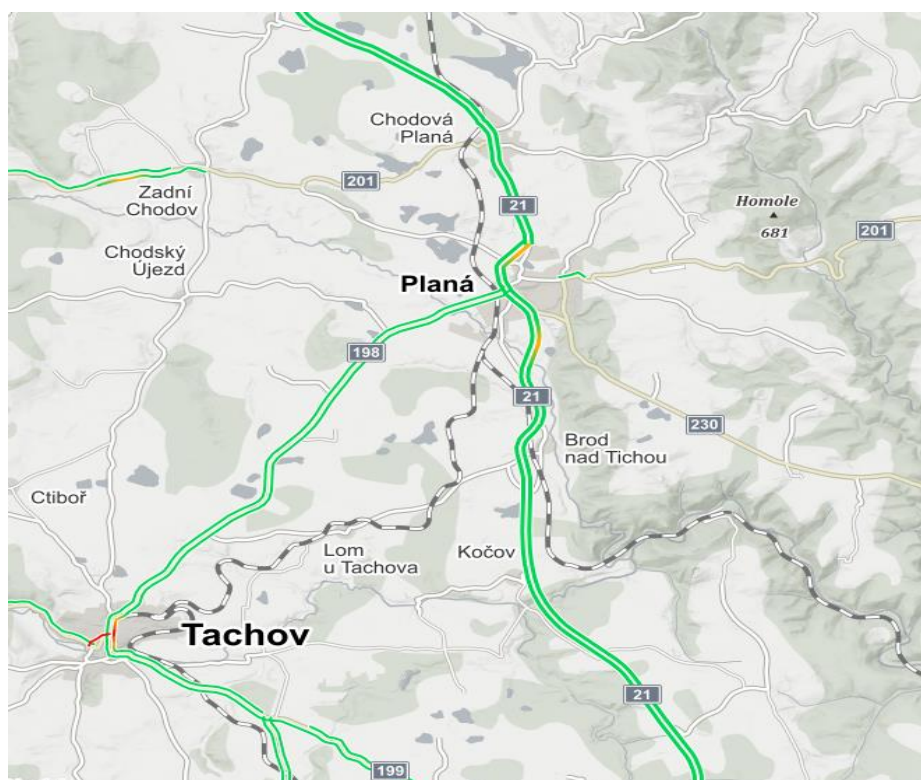 Chodová
Planá
201
Zadní
Chodov
21
Homole
681
201
Chodský
Újezd
Planá
198
21
230
Brod
nad Tichou
Ctiboř
Lom
u Tachova
Kočov
Tachov
21
199